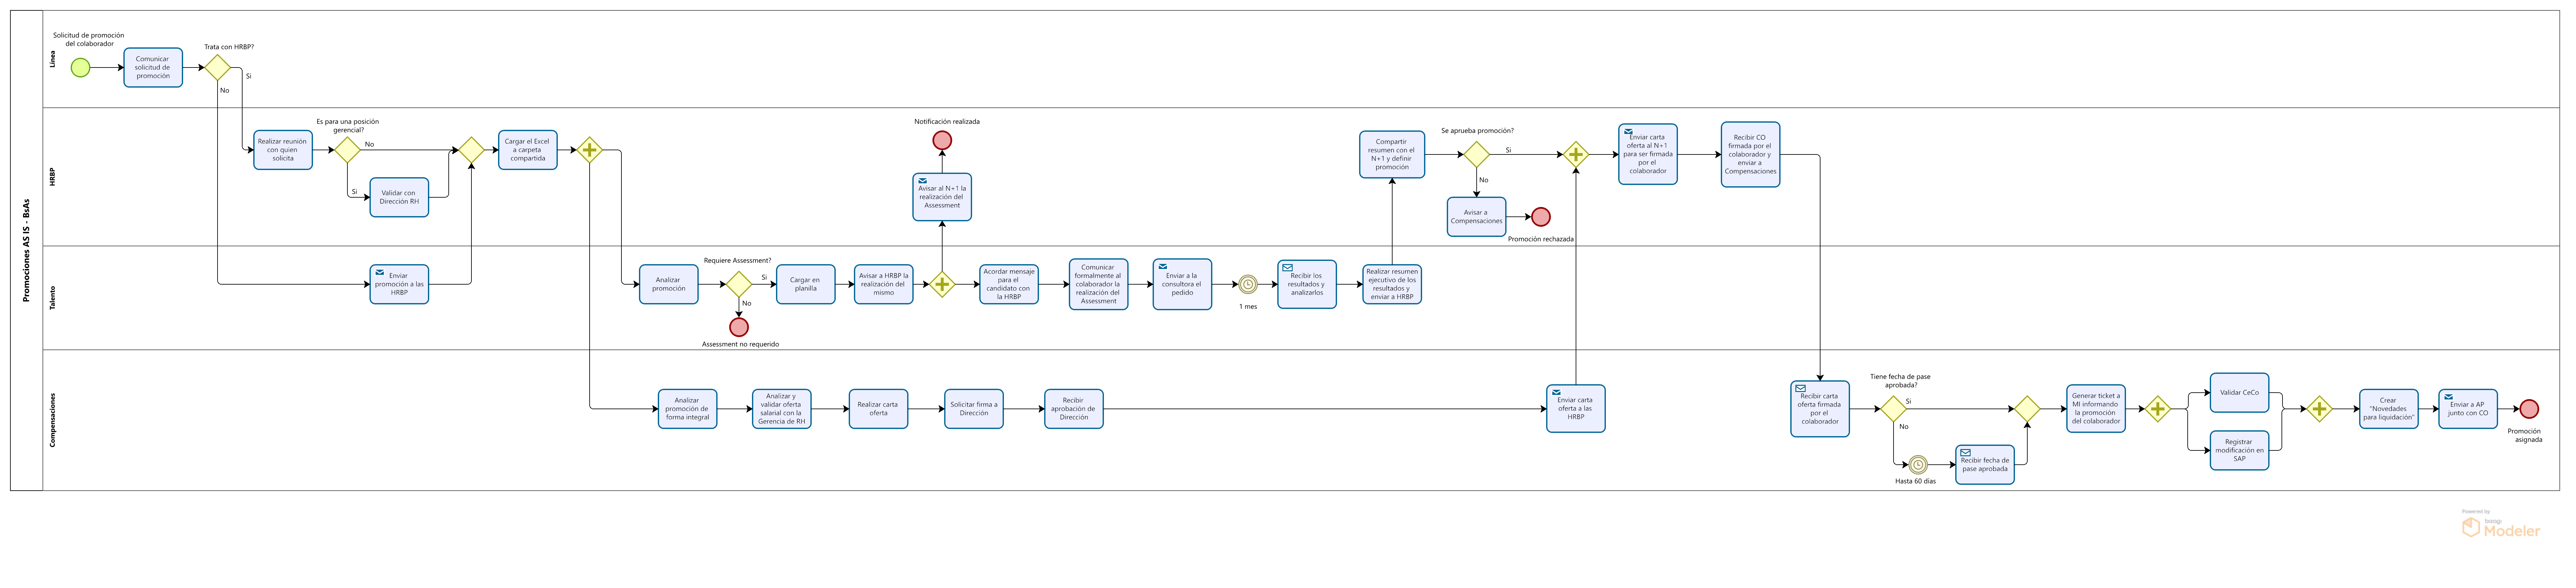 Promociones AS IS - BsAs
Línea
Solicitud de promoción
del colaborador
Comunicar
solicitud de
promoción
Trata con HRBP?
Si
No
HRBP
Realizar reunión
con quien
solicita
Es para una posición
gerencial?
No
Si
Validar con
Dirección RH
Cargar el Excel
a carpeta
compartida
Notificación realizada
Avisar al N+1 la
realización del
Assessment
Compartir
resumen con el
N+1 y definir
promoción
Se aprueba promoción?
Si
No
Avisar a
Compensaciones
Promoción rechazada
Enviar carta
oferta al N+1
para ser firmada
por el
colaborador
Recibir CO
firmada por el
colaborador y
enviar a
Compensaciones
Talento
Enviar
promoción a las
HRBP
Analizar
promoción
Requiere Assessment?
Si
No
Assessment no requerido
Cargar en
planilla
Avisar a HRBP la
realización del
mismo
Acordar mensaje
para el
candidato con
la HRBP
Comunicar
formalmente al
colaborador la
realización del
Assessment
Enviar a la
consultora el
pedido
1 mes
Recibir los
resultados y
analizarlos
Realizar resumen
ejecutivo de los
resultados y
enviar a HRBP
Compensaciones
Analizar
promoción de
forma integral
Analizar y
validar oferta
salarial con la
Gerencia de RH
Realizar carta
oferta
Solicitar firma a
Dirección
Recibir
aprobación de
Dirección
Enviar carta
oferta a las
HRBP
Recibir carta
oferta firmada
por el
colaborador
Tiene fecha de pase
aprobada?
Si
No
Hasta 60 días
Recibir fecha de
pase aprobada
Generar ticket a
MI informando
la promoción
del colaborador
Validar CeCo
Registrar
modificación en
SAP
Crear
"Novedades
para liquidación"
Enviar a AP
junto con CO
Promoción
asignada
Powered by
bizagi
Modeler